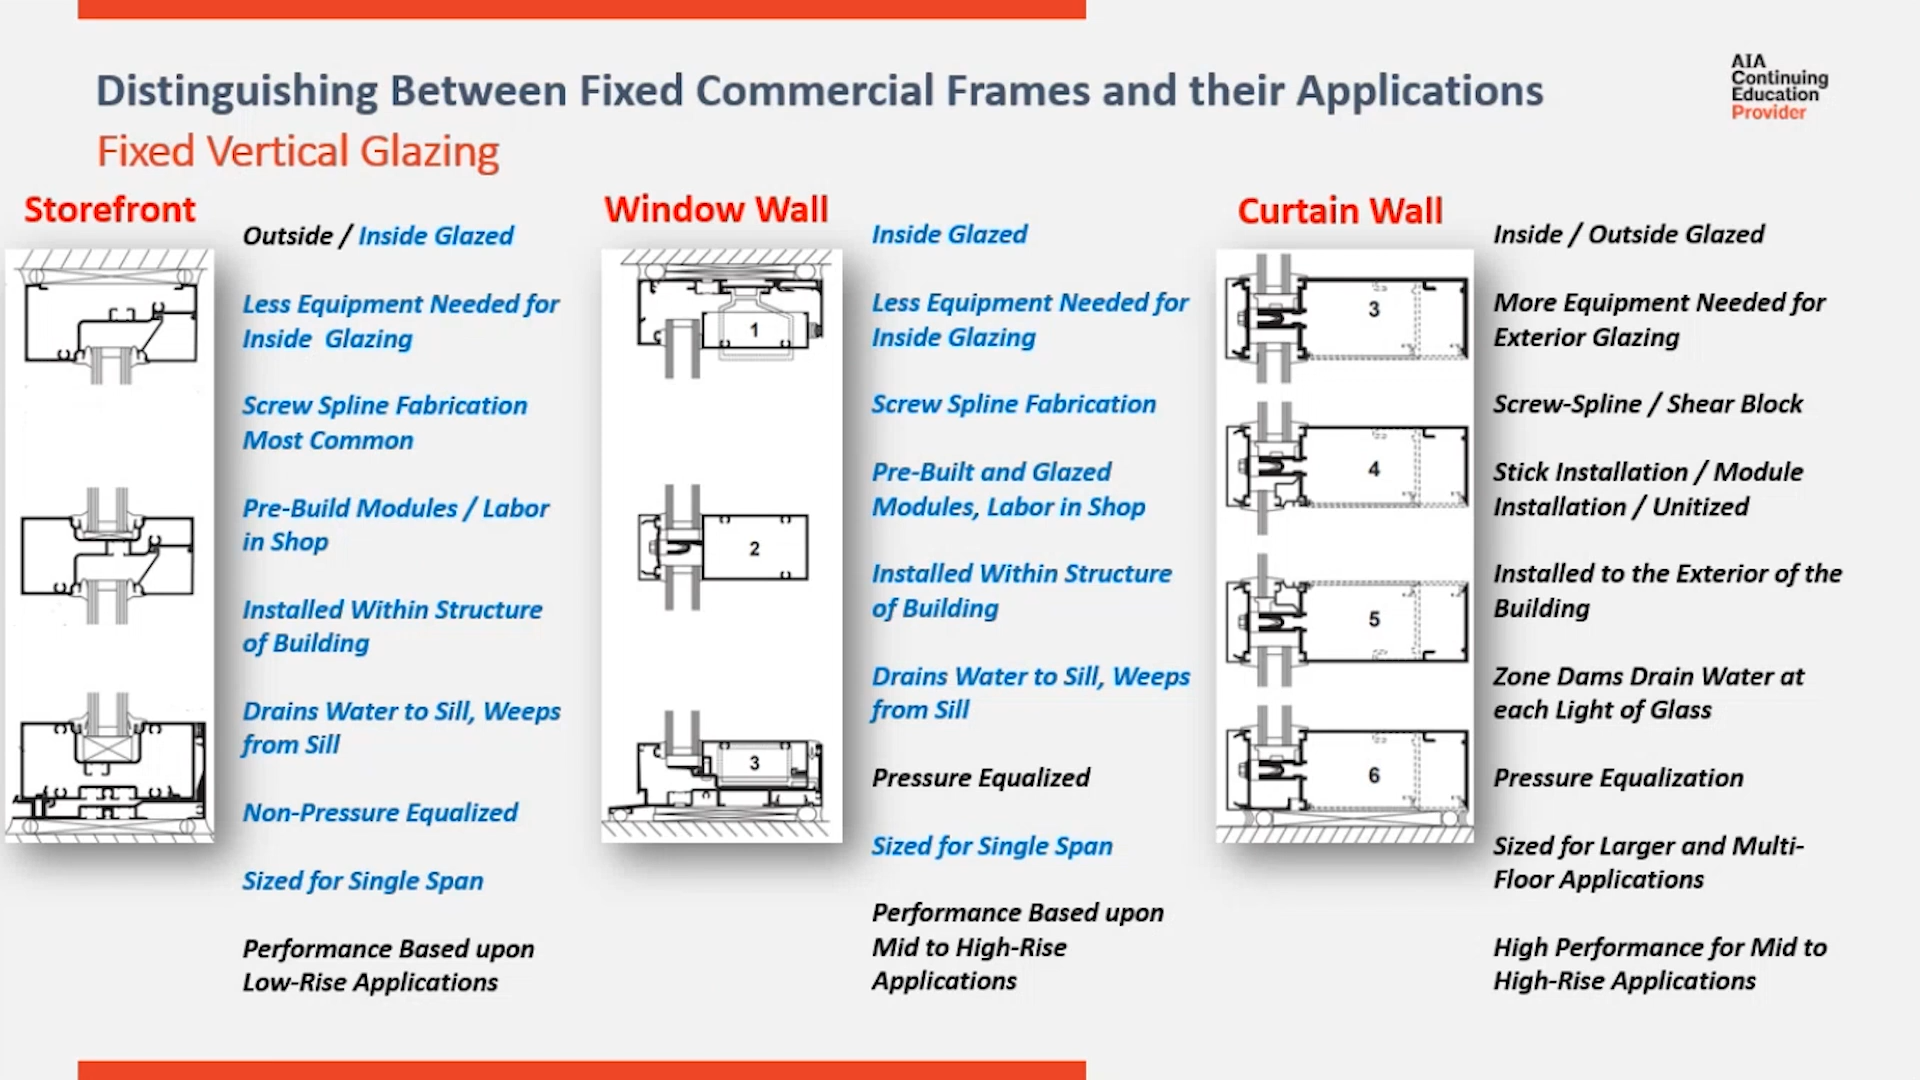 AIA
Continuing
Education
Provider
Distinguishing Between Fixed Commercial Frames and their Applications
Fixed Vertical Glazing
Storefront
Outside / Inside Glazed
Less Equipment Needed for
Inside Glazing
Screw Spline Fabrication
Most Common
Pre-Build Modules / Labor
in Shop
Installed Within Structure
of Building
Drains Water to Sill, Weeps
from Sill
Non-Pressure Equalized
Sized for Single Span
Performance Based upon
Low-Rise Applications
Window Wall
1
2
3
Inside Glazed
Less Equipment Needed for
Inside Glazing
Screw Spline Fabrication
Pre-Built and Glazed
Modules, Labor in Shop
Installed Within Structure
of Building
Drains Water to Sill, Weeps
from Sill
Pressure Equalized
Sized for Single Span
Performance Based upon
Mid to High-Rise
Applications
Curtain Wall
3
4
5
6
Inside / Outside Glazed
More Equipment Needed for
Exterior Glazing
Screw-Spline / Shear Block
Stick Installation / Module
Installation / Unitized
Installed to the Exterior of the
Building
Zone Dams Drain Water at
each Light of Glass
Pressure Equalization
Sized for Larger and Multi-
Floor Applications
High Performance for Mid to
High-Rise Applications